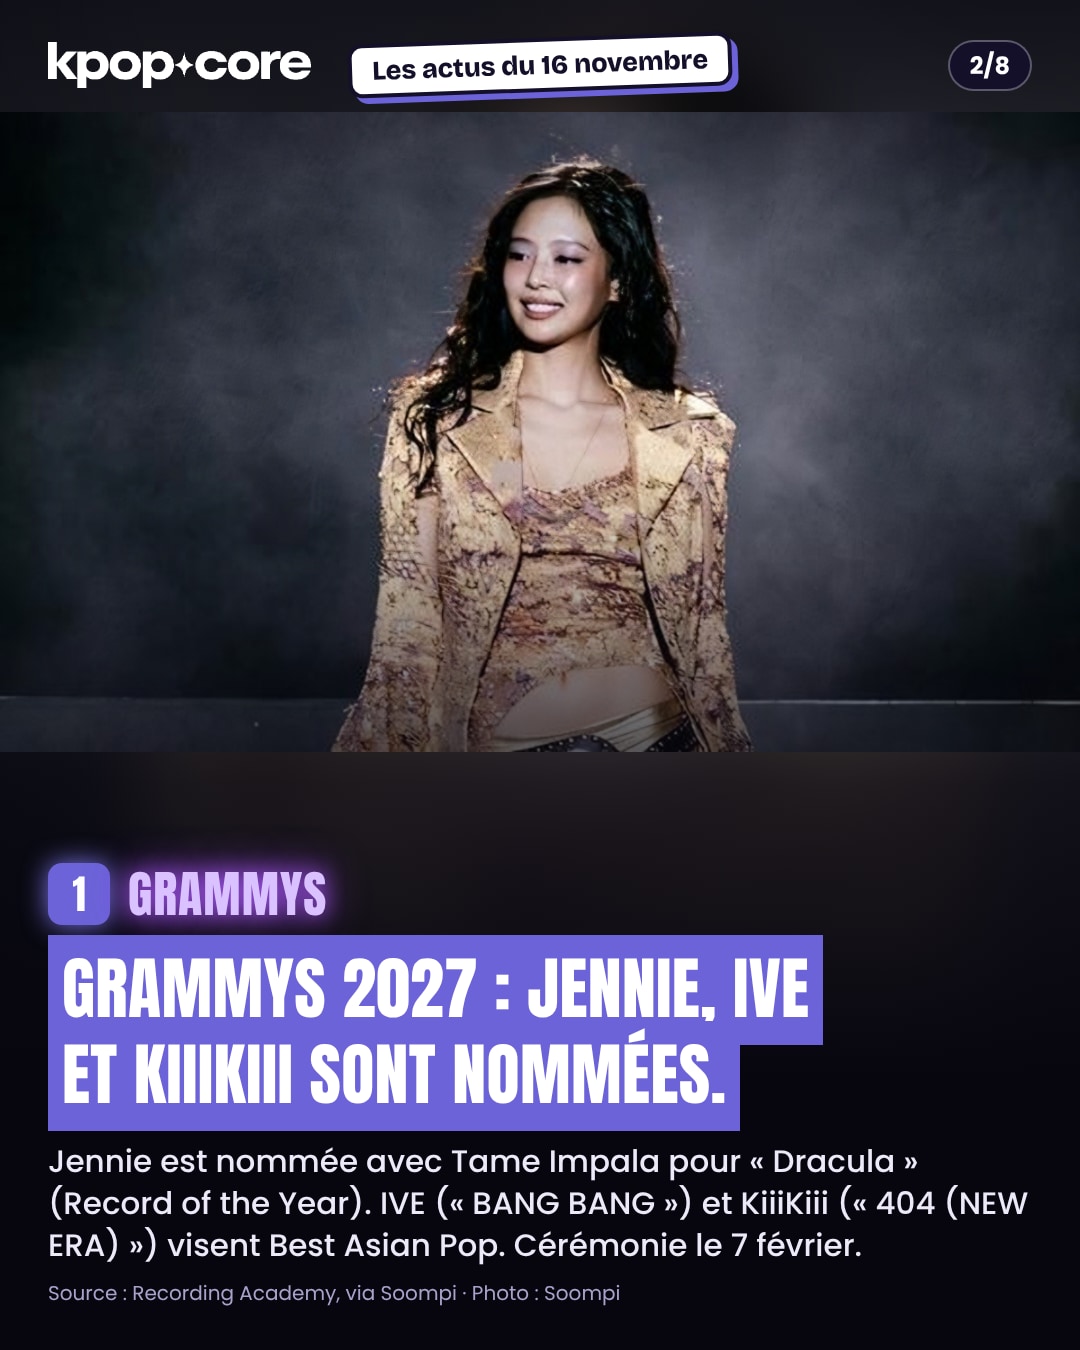 kpop✦core
Les actus du 16 novembre
2/8
1 GRAMMYS
GRAMMYS 2027 : JENNIE, IVE
ET KIIIKIII SONT NOMMÉES.
Jennie est nommée avec Tame Impala pour « Dracula »
(Record of the Year). IVE (« BANG BANG ») et KiiiKiii (« 404 (NEW
ERA) ») visent Best Asian Pop. Cérémonie le 7 février.
Source : Recording Academy, via Soompi · Photo : Soompi